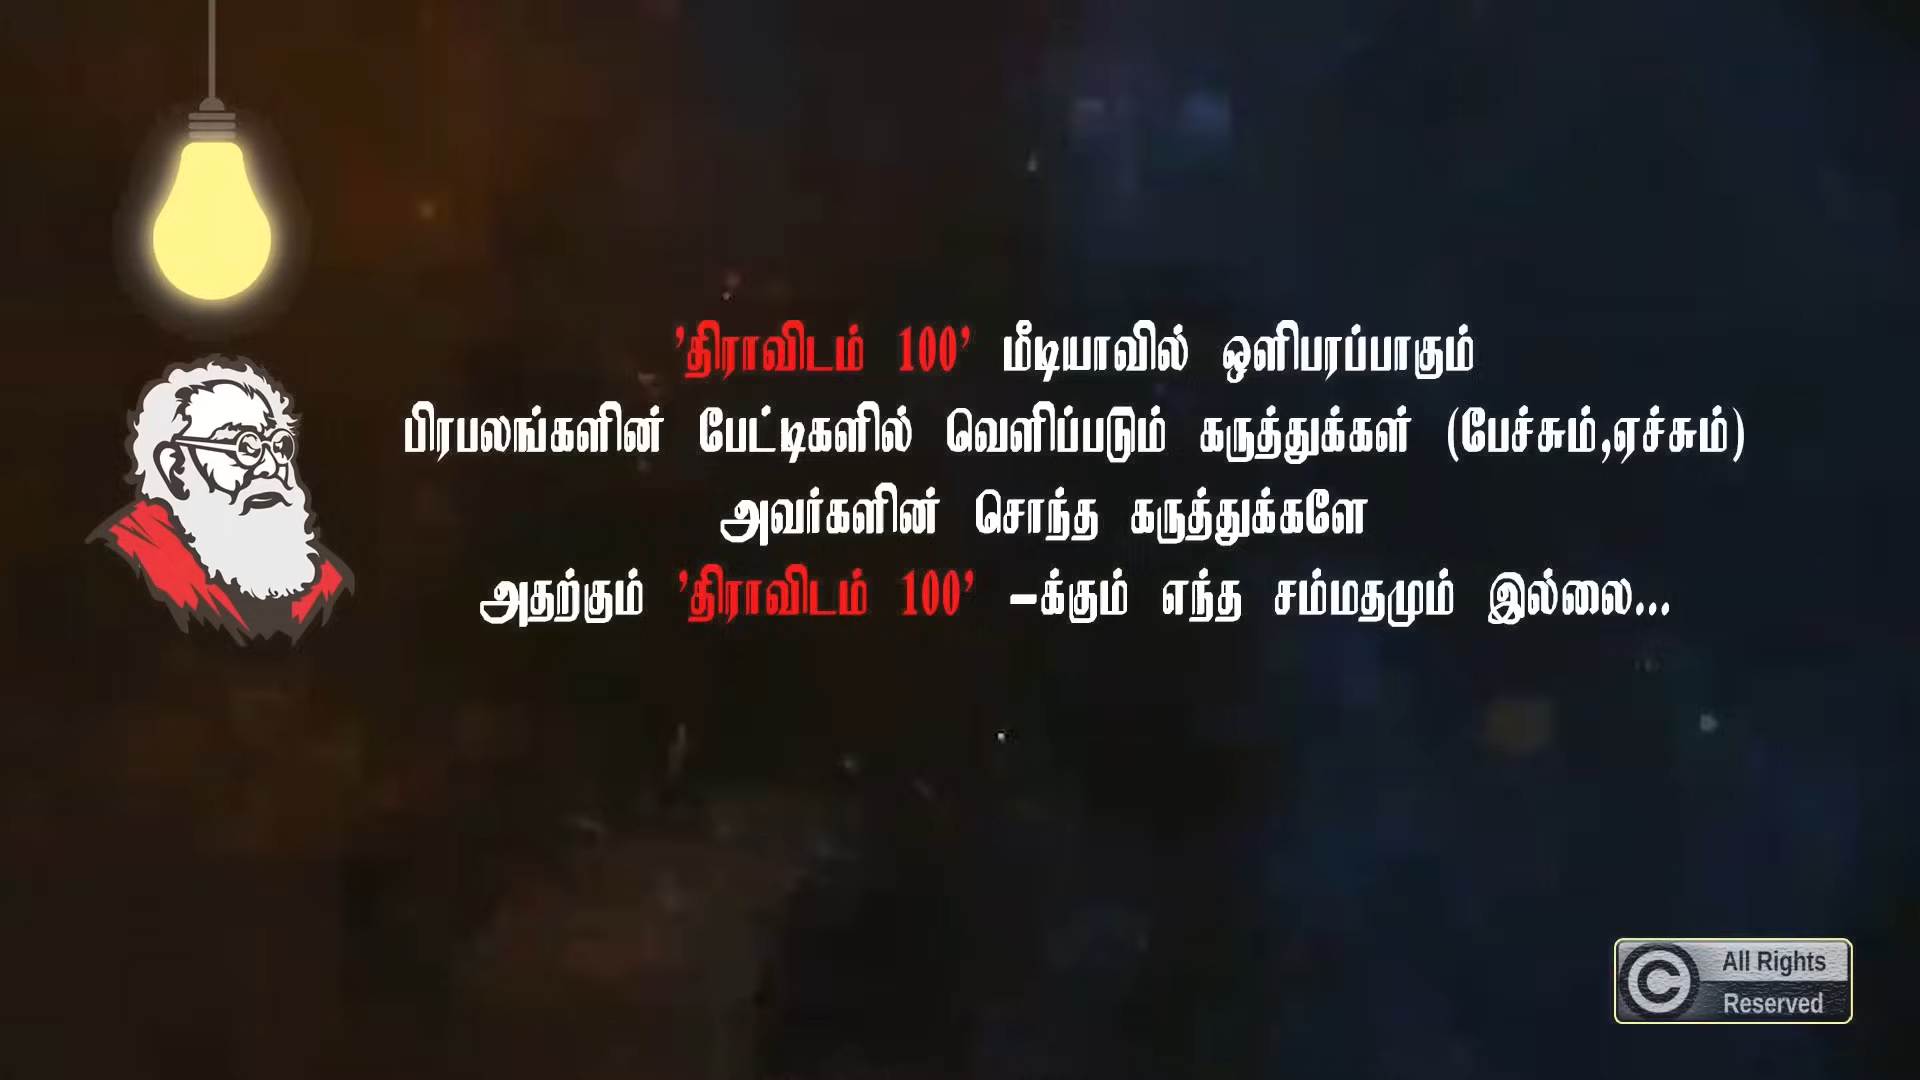 'திராவிடம் 100' மீடியாவில் ஒளிபரப்பாகும்
பிரபலங்களின் பேட்டிகளில் வெளிப்படும் கருத்துக்கள் (பேச்சும்,ஏச்சும்)
அவர்களின் சொந்த கருத்துக்களே
அதற்கும் 'திராவிடம் 100' -க்கும் எந்த சம்மதமும் இல்லை...
© All Rights
Reserved